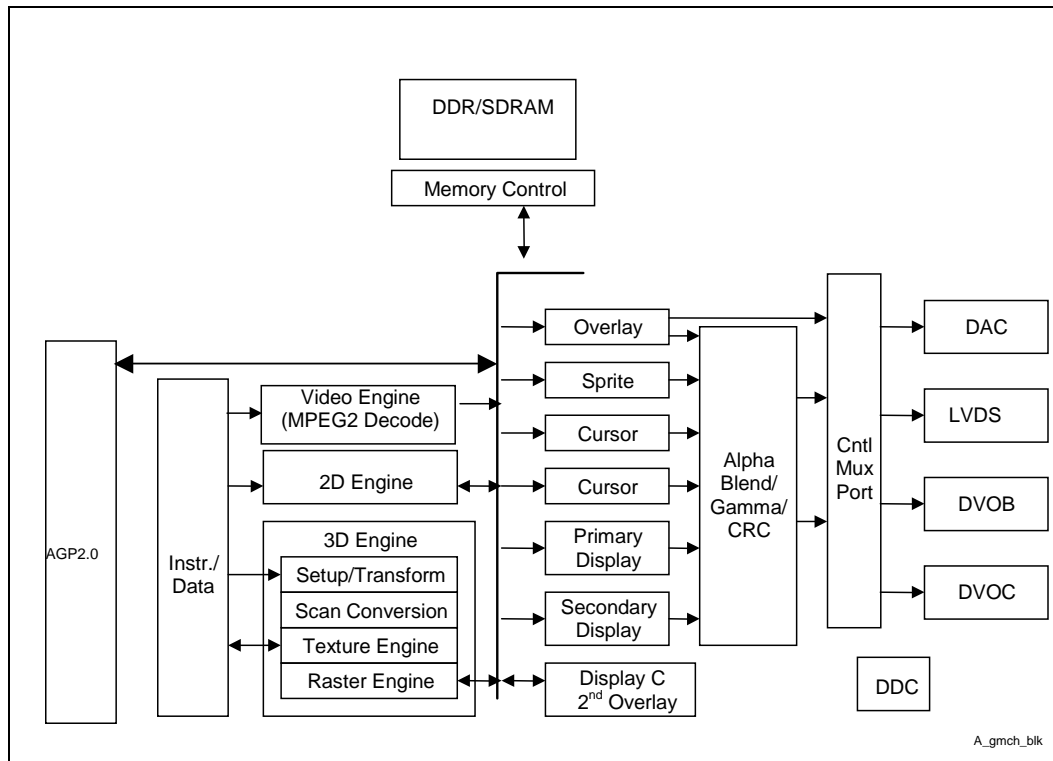 DDR/SDRAM
Memory Control
AGP2.0
Instr./
Data
Video Engine
(MPEG2 Decode)
2D Engine
3D Engine
Setup/Transform
Scan Conversion
Texture Engine
Raster Engine
Overlay
Sprite
Cursor
Cursor
Primary
Display
Secondary
Display
Display C
2nd Overlay
Alpha
Blend/
Gamma/
CRC
Cntl
Mux
Port
DAC
LVDS
DVOB
DVOC
DDC
A_gmch_blk